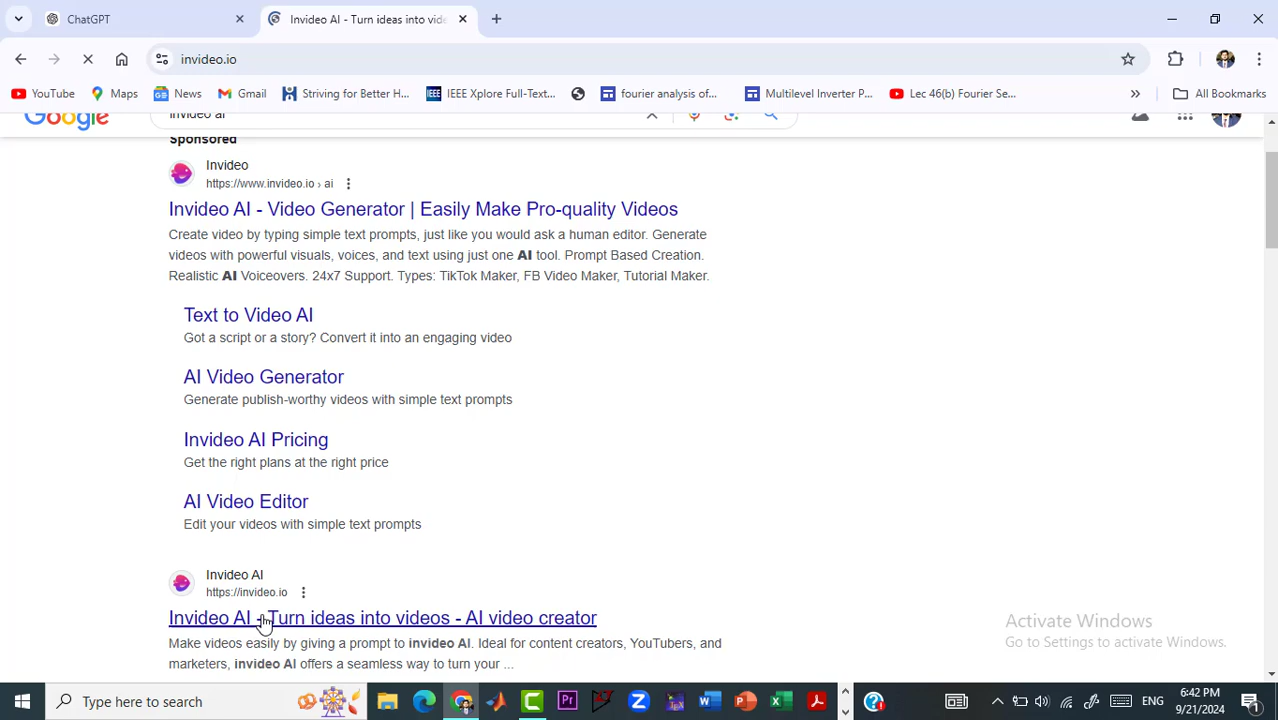 ChatGPT
Invideo AI - Turn ideas into vide
invideo.io
YouTube
Maps
News
Gmail
Striving for Better H...
IEEE Xplore Full-Text...
fourier analysis of...
Multilevel Inverter P...
Lec 46(b) Fourier Se...
All Bookmarks
Google
invideo ai
Sponsored
Invideo
https://www.invideo.io › ai
Invideo AI - Video Generator | Easily Make Pro-quality Videos
Create video by typing simple text prompts, just like you would ask a human editor. Generate
videos with powerful visuals, voices, and text using just one AI tool. Prompt Based Creation.
Realistic AI Voiceovers. 24x7 Support. Types: TikTok Maker, FB Video Maker, Tutorial Maker.
Text to Video AI
Got a script or a story? Convert it into an engaging video
AI Video Generator
Generate publish-worthy videos with simple text prompts
Invideo AI Pricing
Get the right plans at the right price
AI Video Editor
Edit your videos with simple text prompts
Invideo AI
https://invideo.io
Invideo AI - Turn ideas into videos - AI video creator
Make videos easily by giving a prompt to invideo AI. Ideal for content creators, YouTubers, and
marketers, invideo AI offers a seamless way to turn your ...
Activate Windows
Go to Settings to activate Windows.
Type here to search
ENG
6:42 PM
9/21/2024